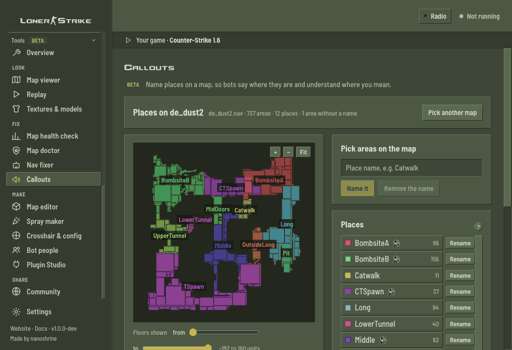 LONERSTRIKE
Tools BETA
Overview
LOOK
Map viewer
Replay
Textures & models
FIX
Map health check
Map doctor
Nav fixer
Callouts
MAKE
Map editor
Spray maker
Crosshair & config
Bot people
Plugin Studio
SHARE
Community
Settings
Website · Docs · v1.0.0-dev
Made by nanoshrine
Radio
Not running
Your game · Counter-Strike 1.6
CALLOUTS
BETA Name places on a map, so bots say where they are and understand where you mean.
Places on de_dust2 de_dust2.nav · 737 areas · 12 places · 1 area without a name
Pick another map
+ − Fit
BombsiteB
BombsiteA
CTSpawn
MidDoors
Catwalk
LowerTunnel
Long
UpperTunnel
Middle
OutsideLong
Pit
TSpawn
Floors shown from
to
Pick areas on the map
Place name, e.g. Catwalk
Name it
Remove the name
Places ?
BombsiteA 96 Rename
BombsiteB 156 Rename
Catwalk 11 Rename
CTSpawn 37 Rename
Long 94 Rename
LowerTunnel 40 Rename
Middle 83 Rename